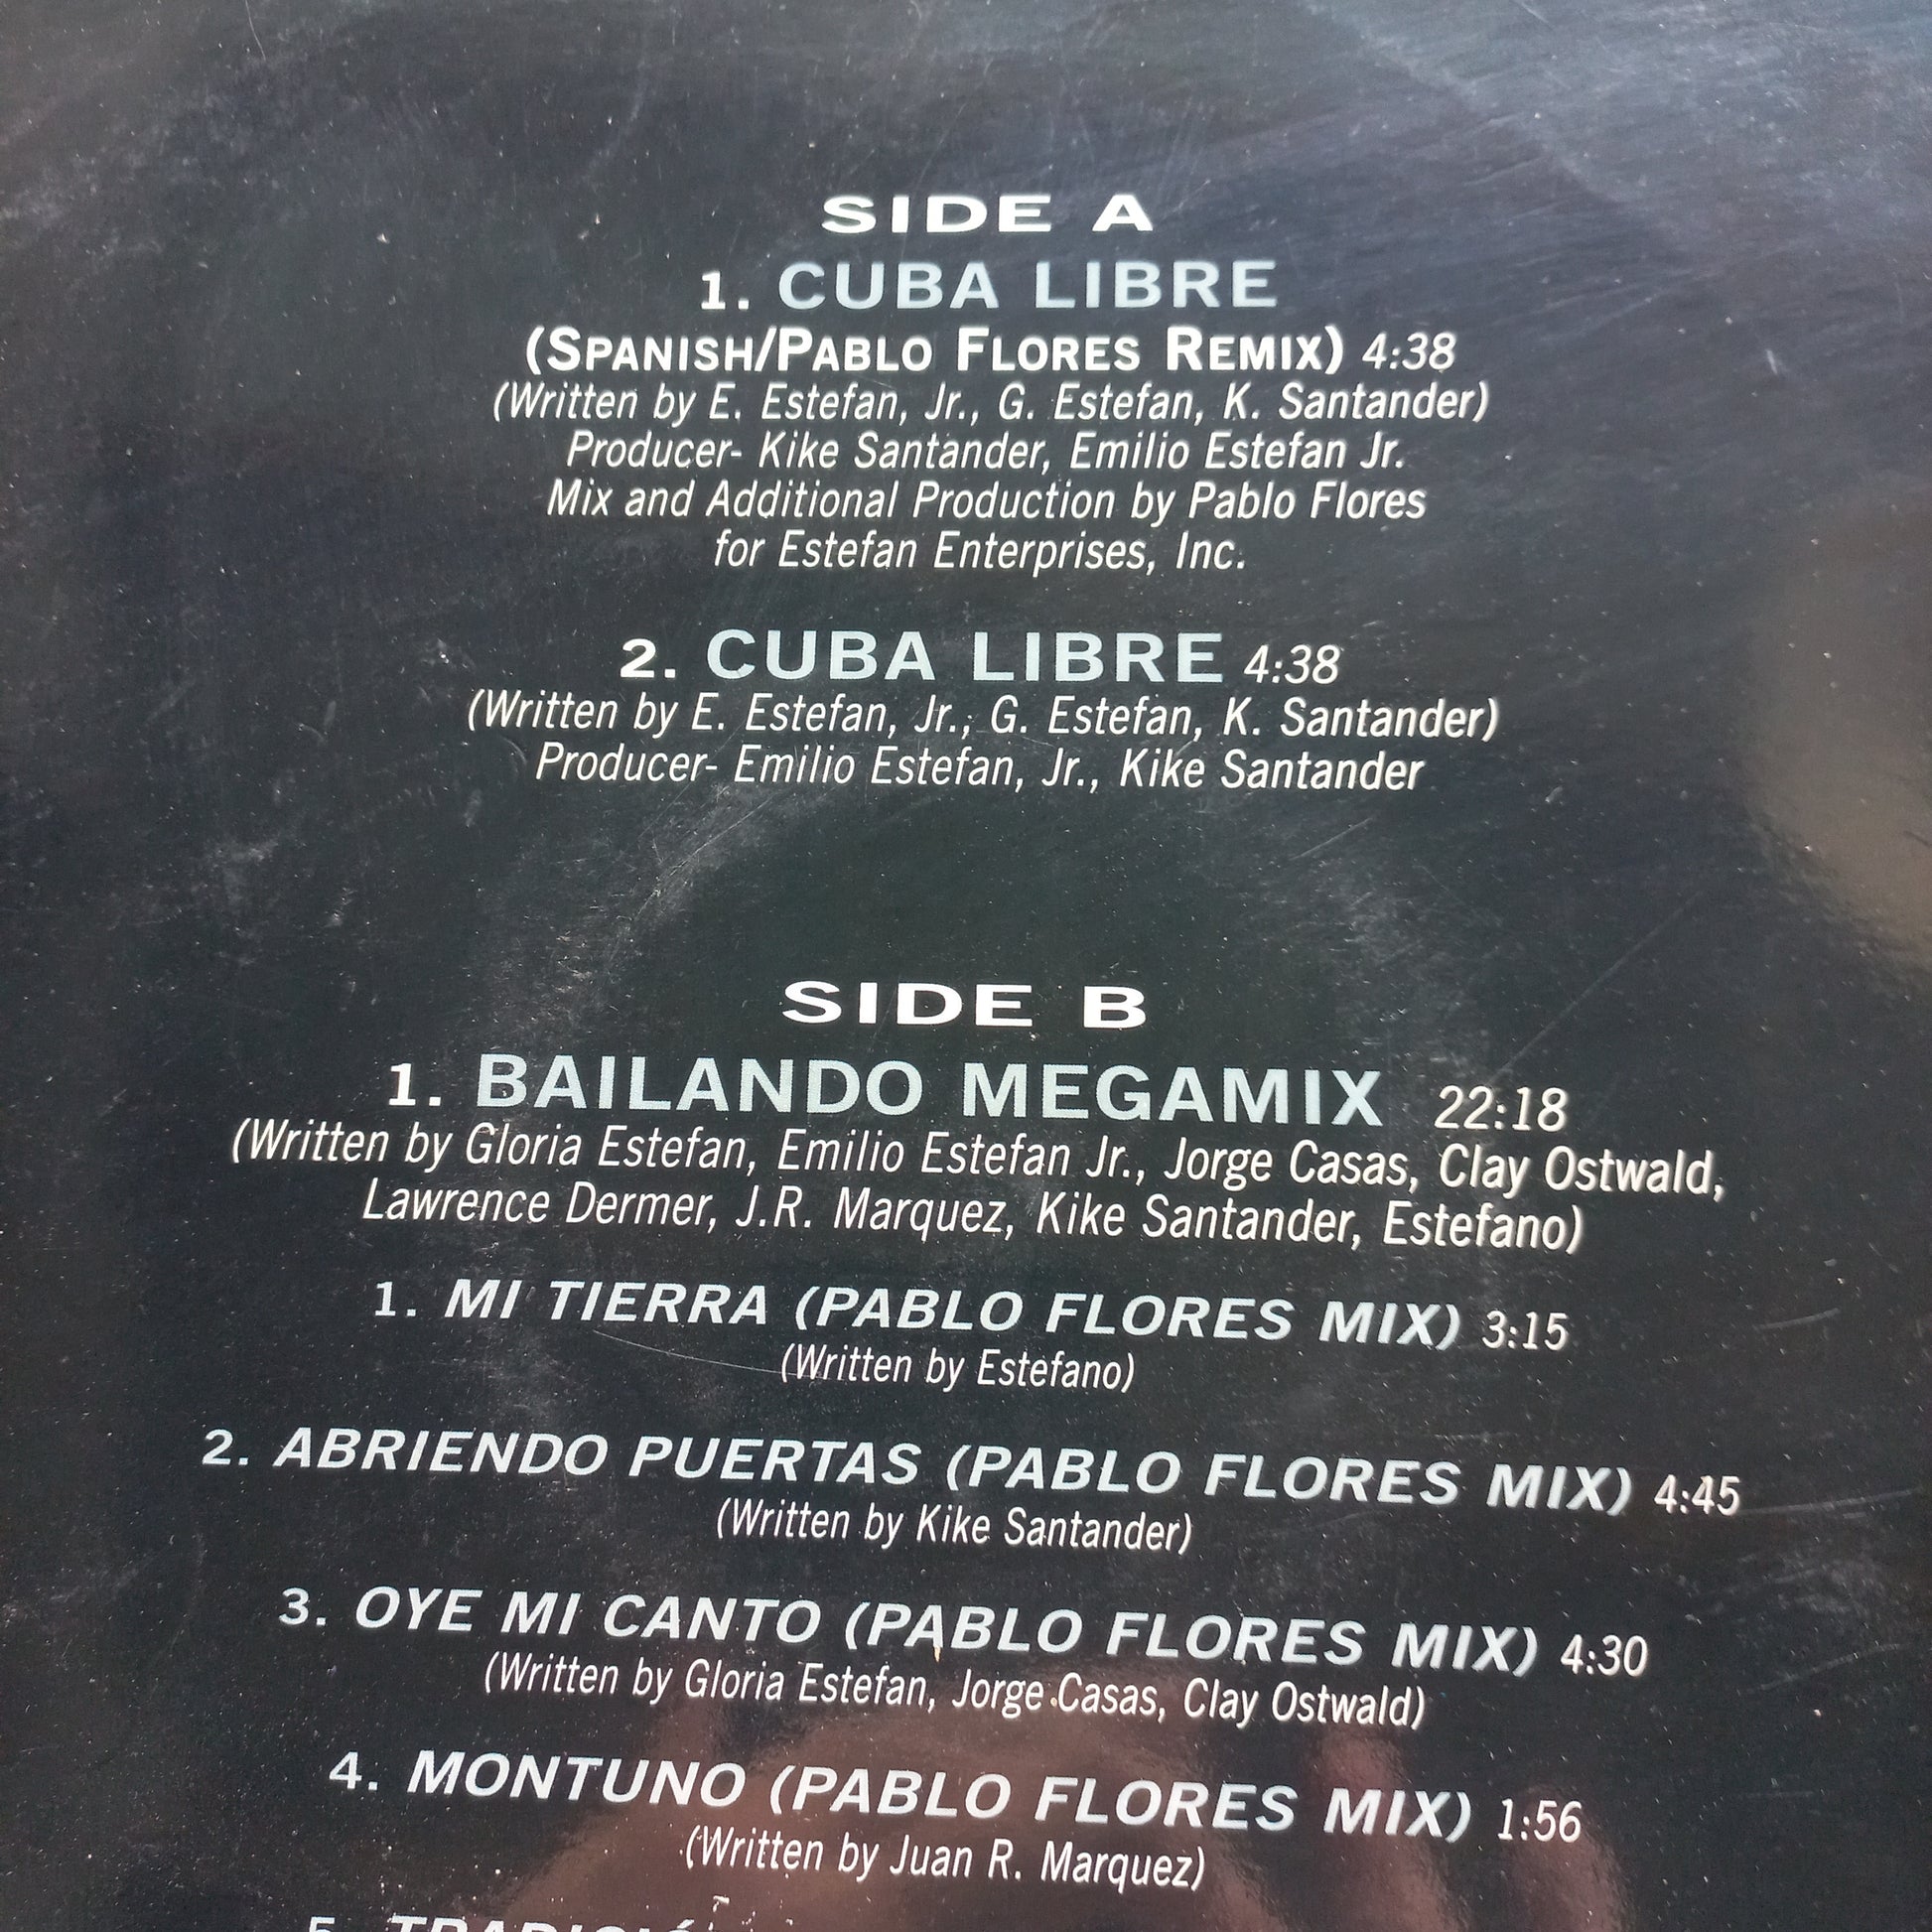 SIDE A
1. CUBA LIBRE
(SPANISH/PABLO FLORES REMIX) 4:38
(Written by E. Estefan, Jr., G. Estefan, K. Santander)
Producer- Kike Santander, Emilio Estefan Jr.
Mix and Additional Production by Pablo Flores
for Estefan Enterprises, Inc.
2. CUBA LIBRE 4:38
(Written by E. Estefan, Jr., G. Estefan, K. Santander)
Producer- Emilio Estefan, Jr., Kike Santander
SIDE B
1. BAILANDO MEGAMIX 22:18
(Written by Gloria Estefan, Emilio Estefan Jr., Jorge Casas, Clay Ostwald,
Lawrence Dermer, J.R. Marquez, Kike Santander, Estefano)
1. MI TIERRA (PABLO FLORES MIX) 3:15
(Written by Estefano)
2. ABRIENDO PUERTAS (PABLO FLORES MIX) 4:45
(Written by Kike Santander)
3. OYE MI CANTO (PABLO FLORES MIX) 4:30
(Written by Gloria Estefan, Jorge Casas, Clay Ostwald)
4. MONTUNO (PABLO FLORES MIX) 1:56
(Written by Juan R. Marquez)
5.